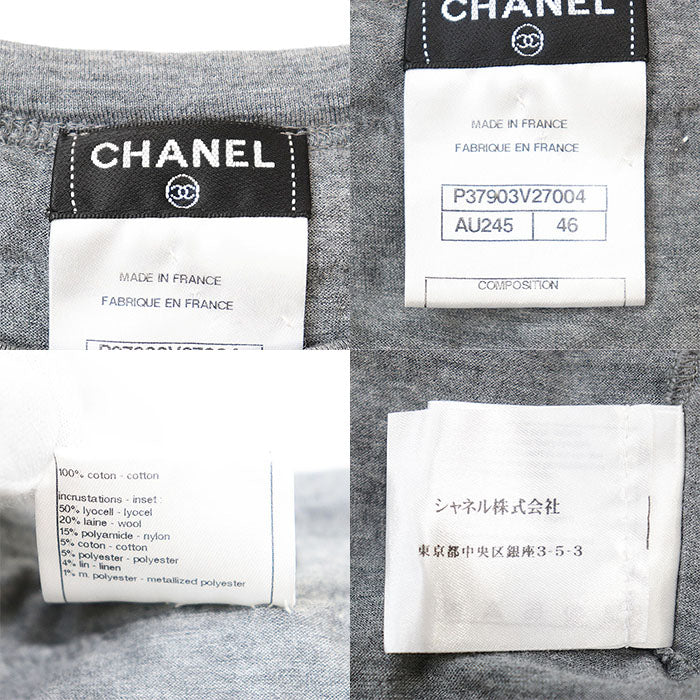 CHANEL
MADE IN FRANCE
FABRIQUE EN FRANCE
P37903V27004
CHANEL
MADE IN FRANCE
FABRIQUE EN FRANCE
P37903V27004
AU245 46
COMPOSITION
100% coton - cotton
incrustations - inset :
50% lyocell - lyocel
20% laine - wool
15% polyamide - nylon
5% coton - cotton
5% polyester - polyester
4% lin - linen
1% m. polyester - metallized polyester
シャネル株式会社
東京都中央区銀座3-5-3